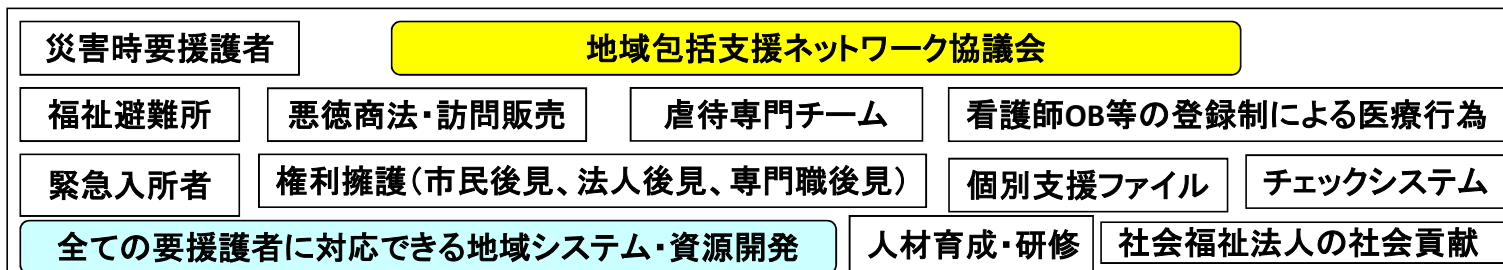 災害時要援護者
地域包括支援ネットワーク協議会
福祉避難所
悪徳商法・訪問販売
虐待専門チーム
看護師OB等の登録制による医療行為
緊急入所者
権利擁護(市民後見、法人後見、専門職後見)
個別支援ファイル
チェックシステム
全ての要援護者に対応できる地域システム・資源開発
人材育成・研修
社会福祉法人の社会貢献